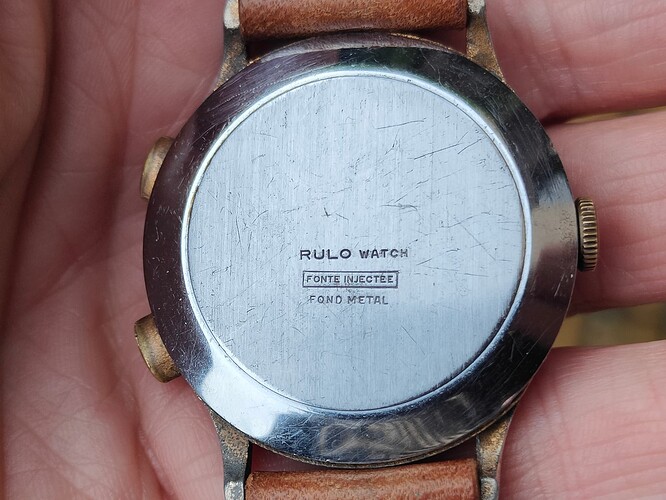 RULO WATCH
FONTE INJECTÉE
FOND METAL